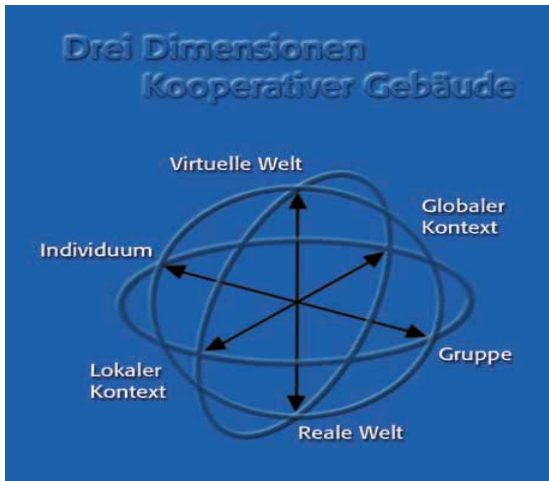 Drei Dimensionen
Kooperativer Gebäude
Virtuelle Welt
Globaler
Kontext
Individuum
Gruppe
Lokaler
Kontext
Reale Welt